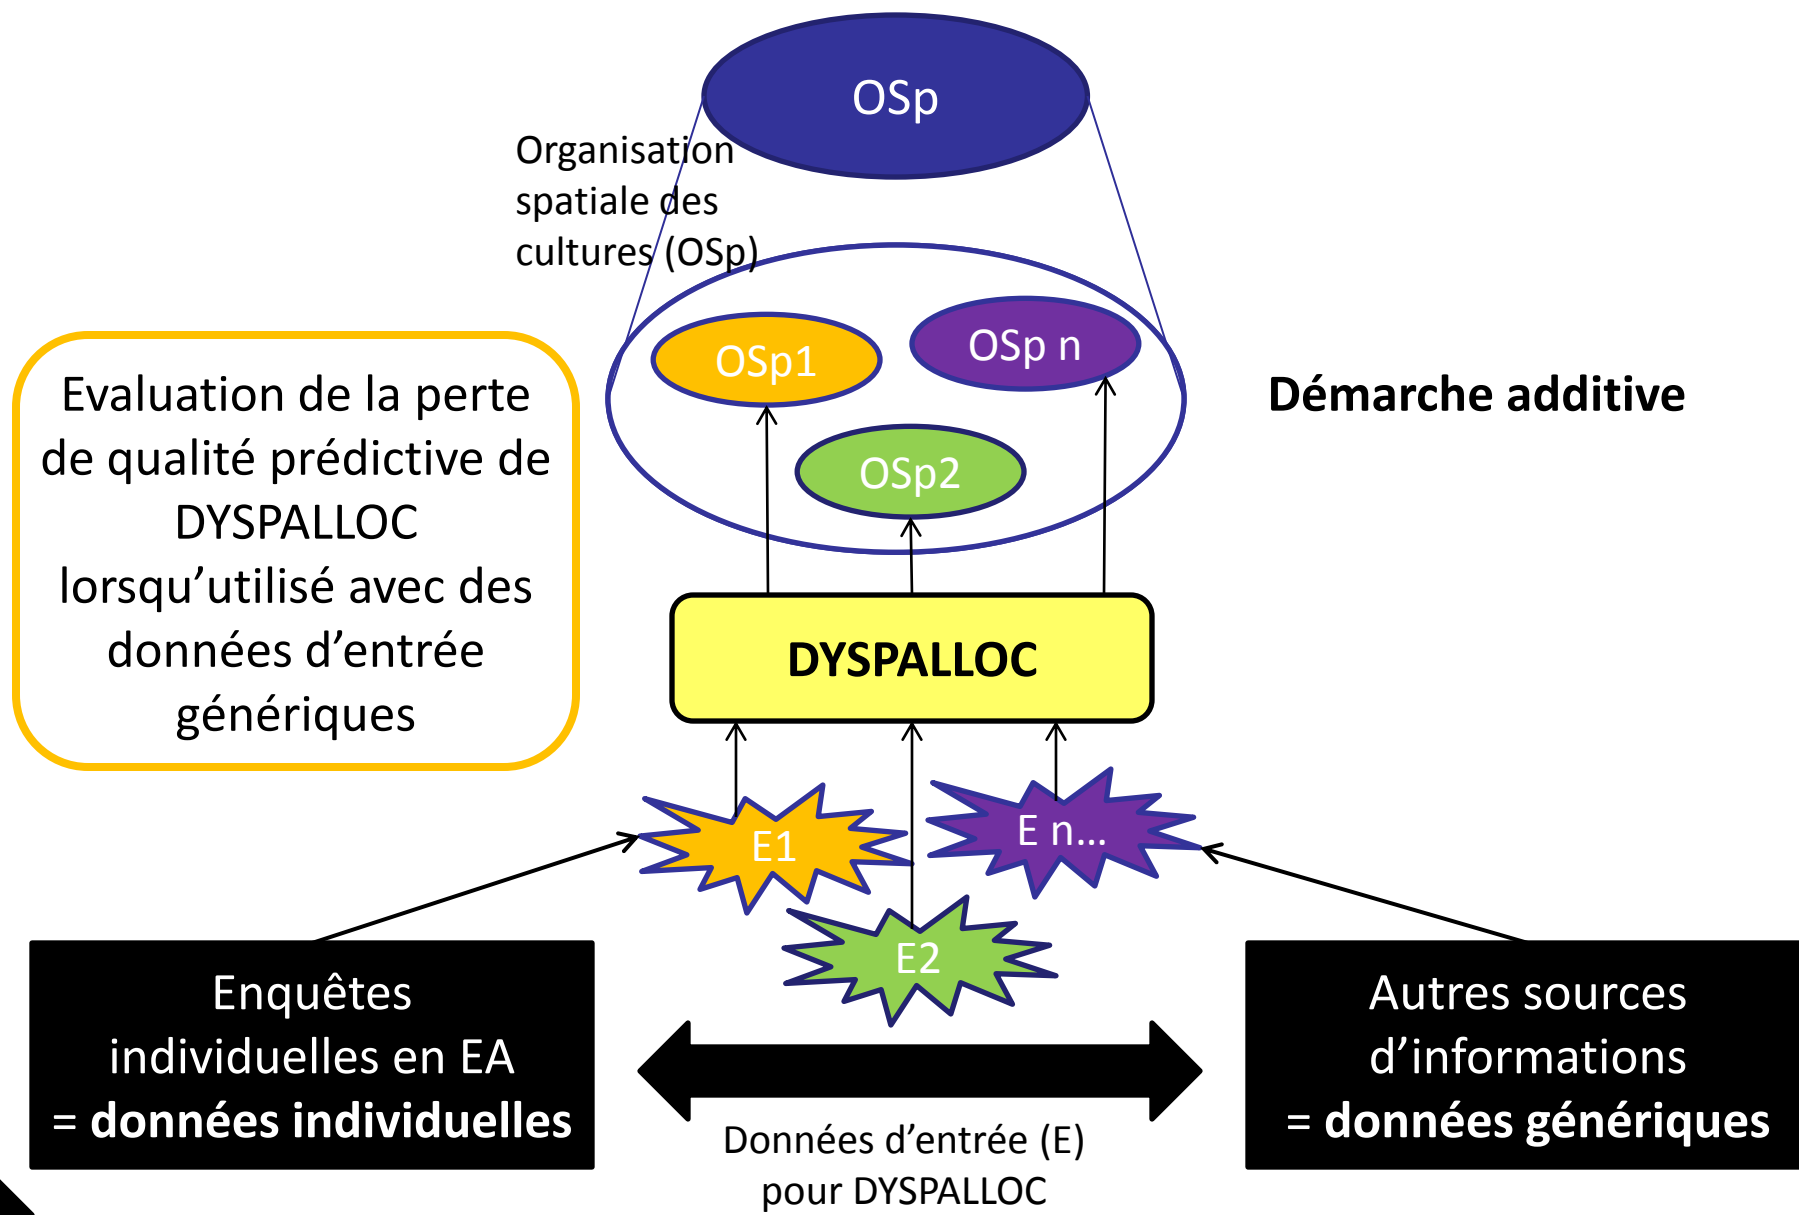 OSp
Organisation
spatiale des
cultures (OSp)
OSp1
OSp n
OSp2
Evaluation de la perte
de qualité prédictive de
DYSPALLOC
lorsqu’utilisé avec des
données d’entrée
génériques
Démarche additive
DYSPALLOC
E1
E n...
E2
Enquêtes
individuelles en EA
= données individuelles
Autres sources
d’informations
= données génériques
Données d’entrée (E)
pour DYSPALLOC